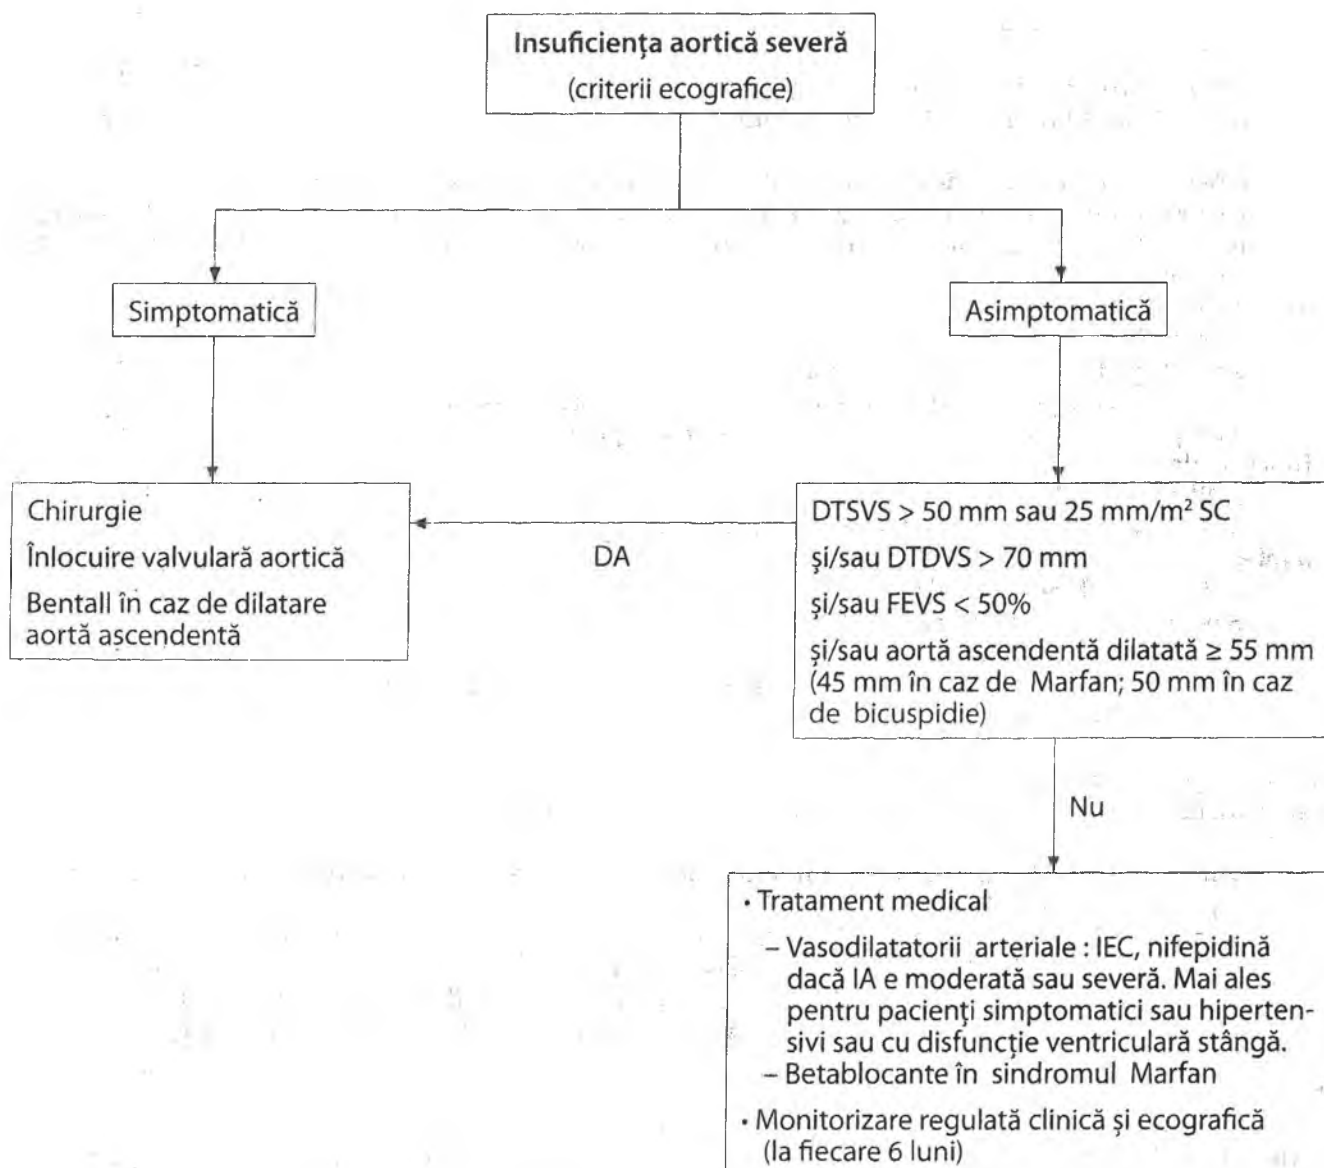 Insuficiența aortică severă
(criterii ecografice)
Simptomatică
Asimptomatică
Chirurgie
Înlocuire valvulară aortică
Bentall în caz de dilatare
aortă ascendentă
DA
DTSVS > 50 mm sau 25 mm/m² SC
și/sau DTDVS > 70 mm
și/sau FEVS < 50%
și/sau aortă ascendentă dilatată ≥ 55 mm
(45 mm în caz de Marfan; 50 mm în caz
de bicuspidie)
Nu
• Tratament medical
– Vasodilatatorii arteriale : IEC, nifepidină
dacă IA e moderată sau severă. Mai ales
pentru pacienți simptomatici sau hiperten-
sivi sau cu disfuncție ventriculară stângă.
– Betablocante în sindromul Marfan
• Monitorizare regulată clinică și ecografică
(la fiecare 6 luni)